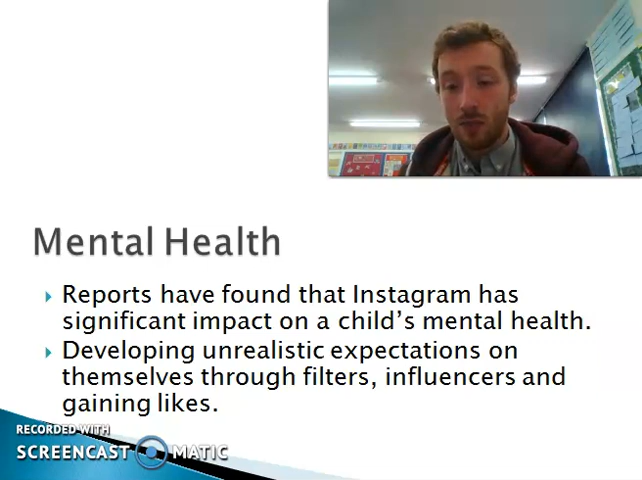 Mental Health
Reports have found that Instagram has
significant impact on a child's mental health.
Developing unrealistic expectations on
themselves through filters, influencers and
gaining likes.
RECORDED WITH
SCREENCAST MATIC